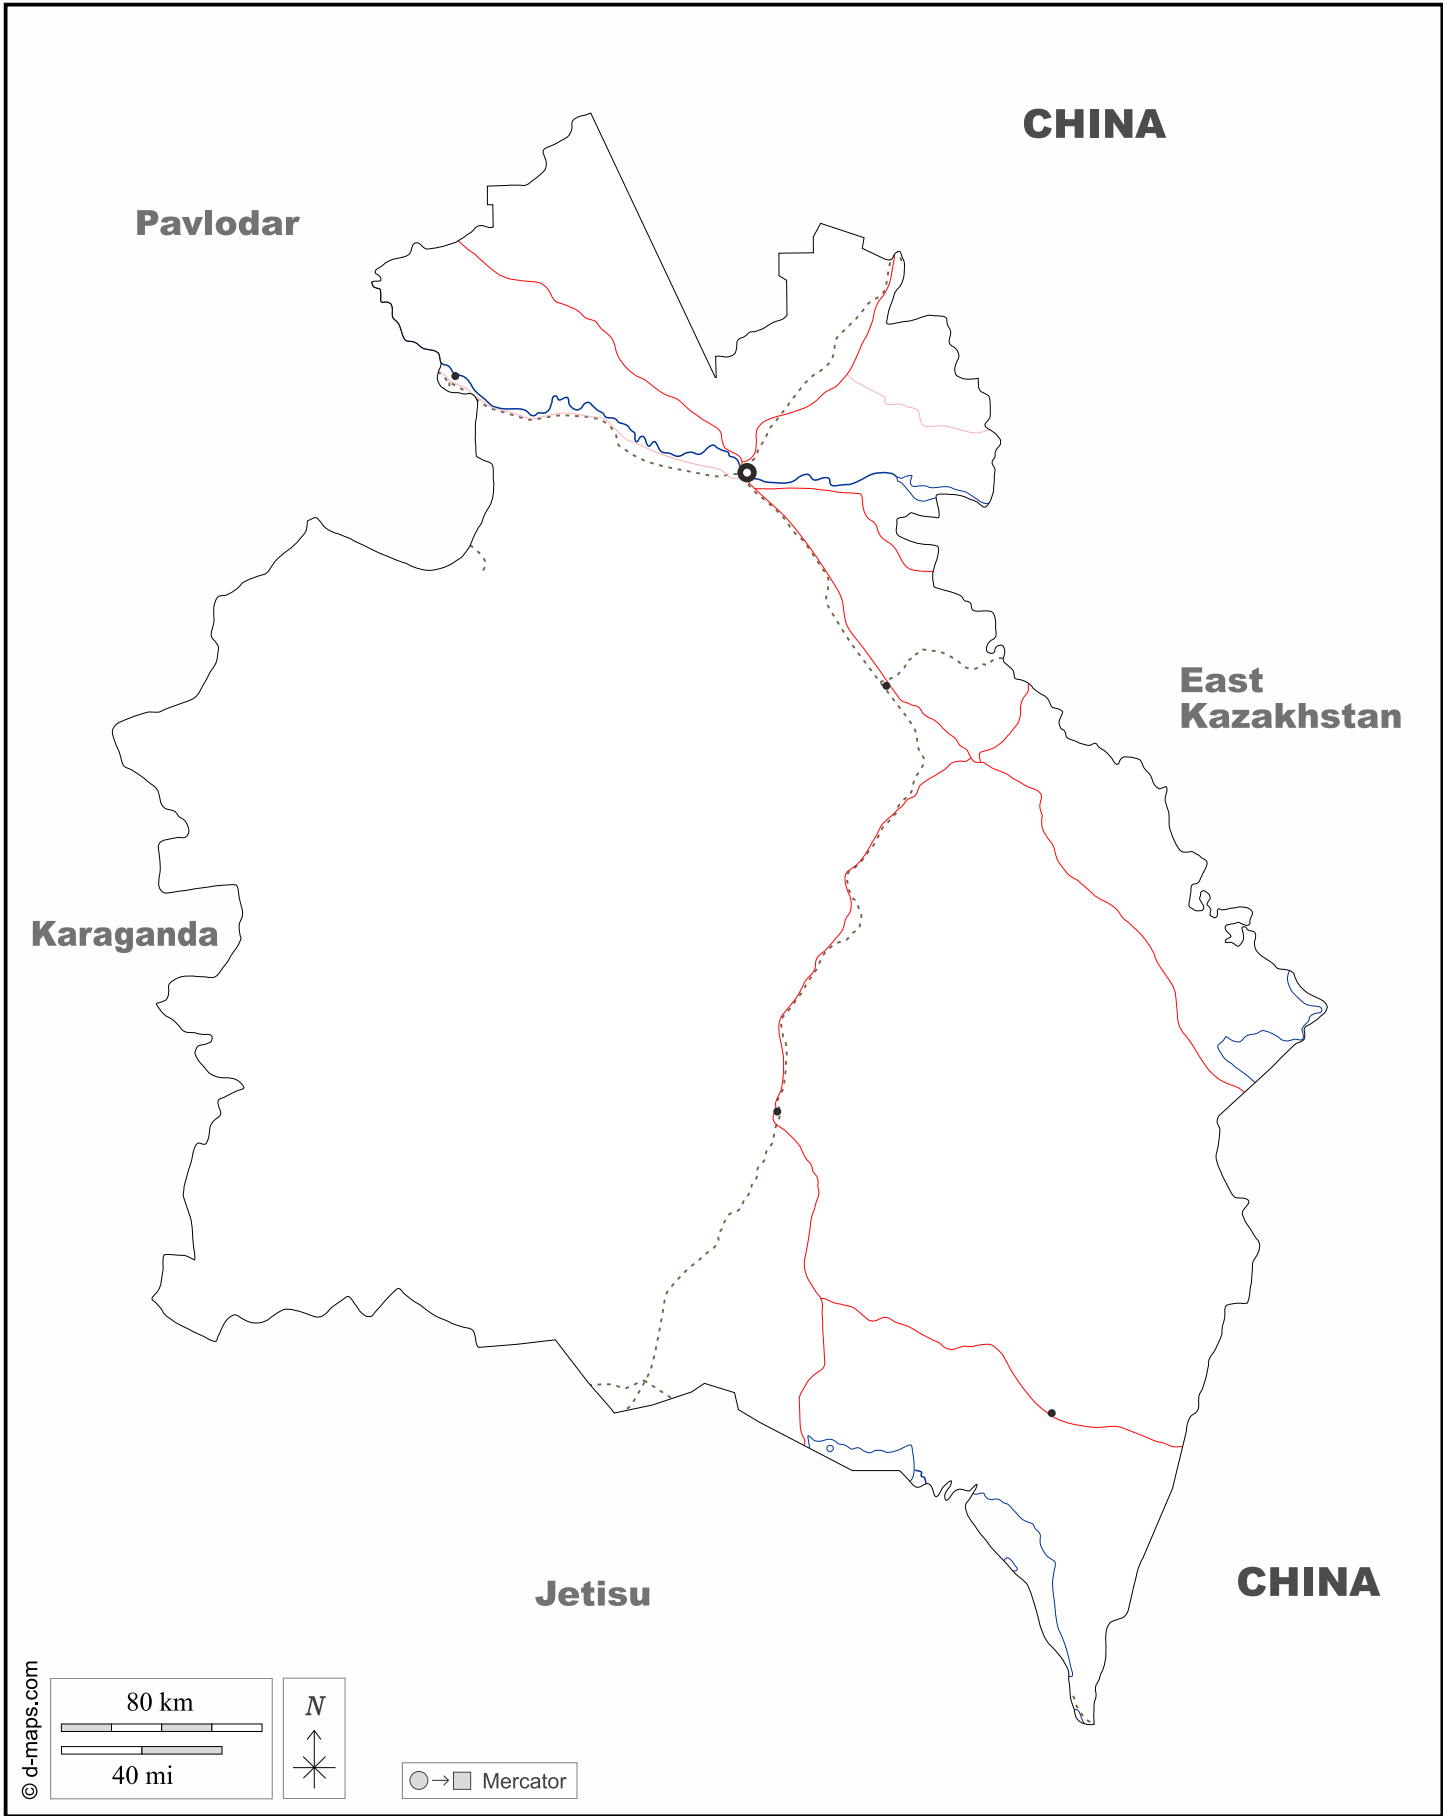 CHINA
Pavlodar
East
Kazakhstan
Karaganda
CHINA
Jetisu
© d-maps.com
80 km
40 mi
N
Mercator